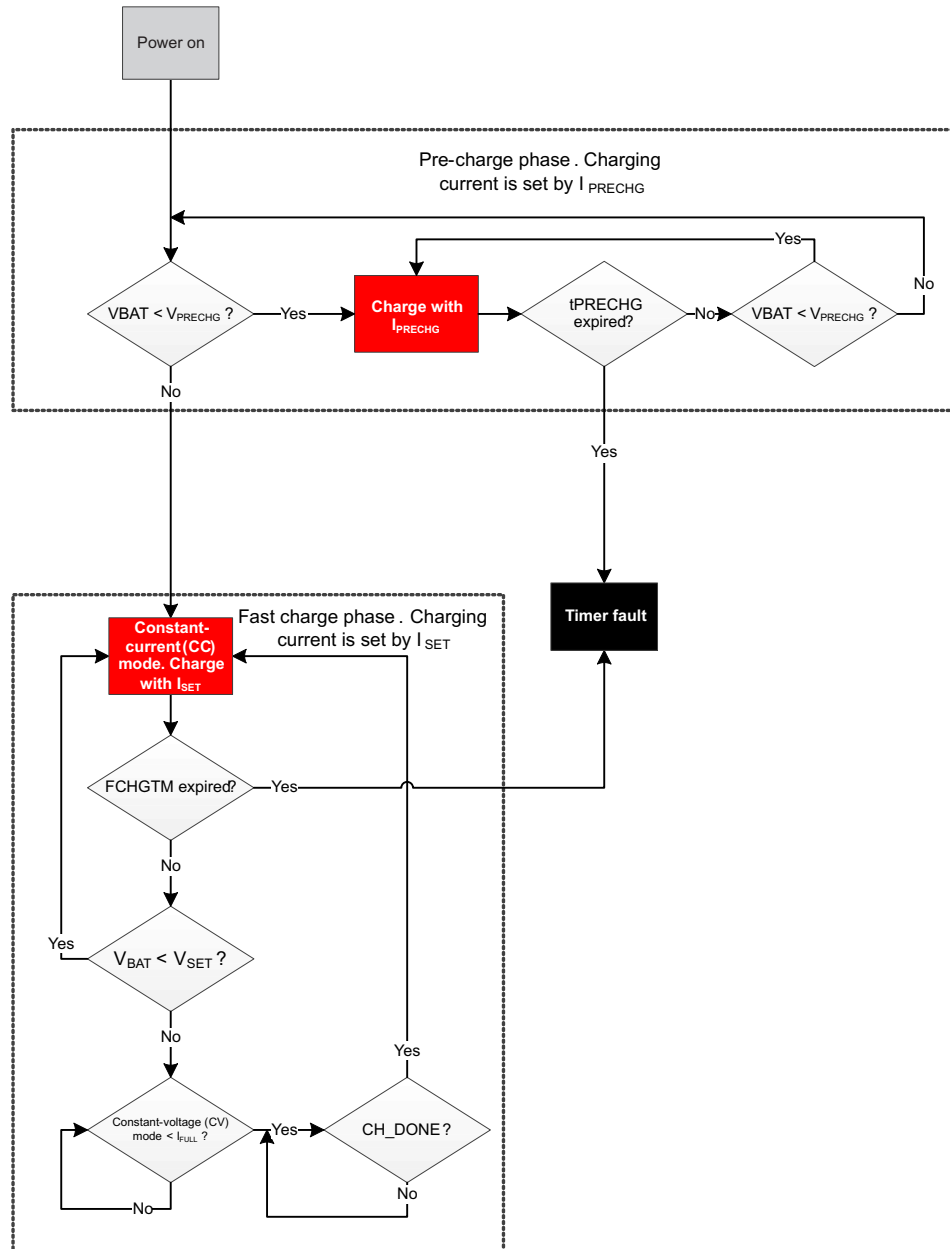 Power on
Pre-charge phase . Charging
current is set by I PRECHG
Yes
No
VBAT < VPRECHG ?
Yes
Charge with
IPRECHG
tPRECHG
expired?
No
VBAT < VPRECHG ?
No
Yes
Constant-
current (CC)
mode. Charge
with ISET
Fast charge phase . Charging
current is set by I SET
Timer fault
FCHGTM expired?
Yes
No
Yes
VBAT < VSET ?
No
Yes
Constant-voltage (CV)
mode < IFULL ?
Yes
CH_DONE ?
No
No